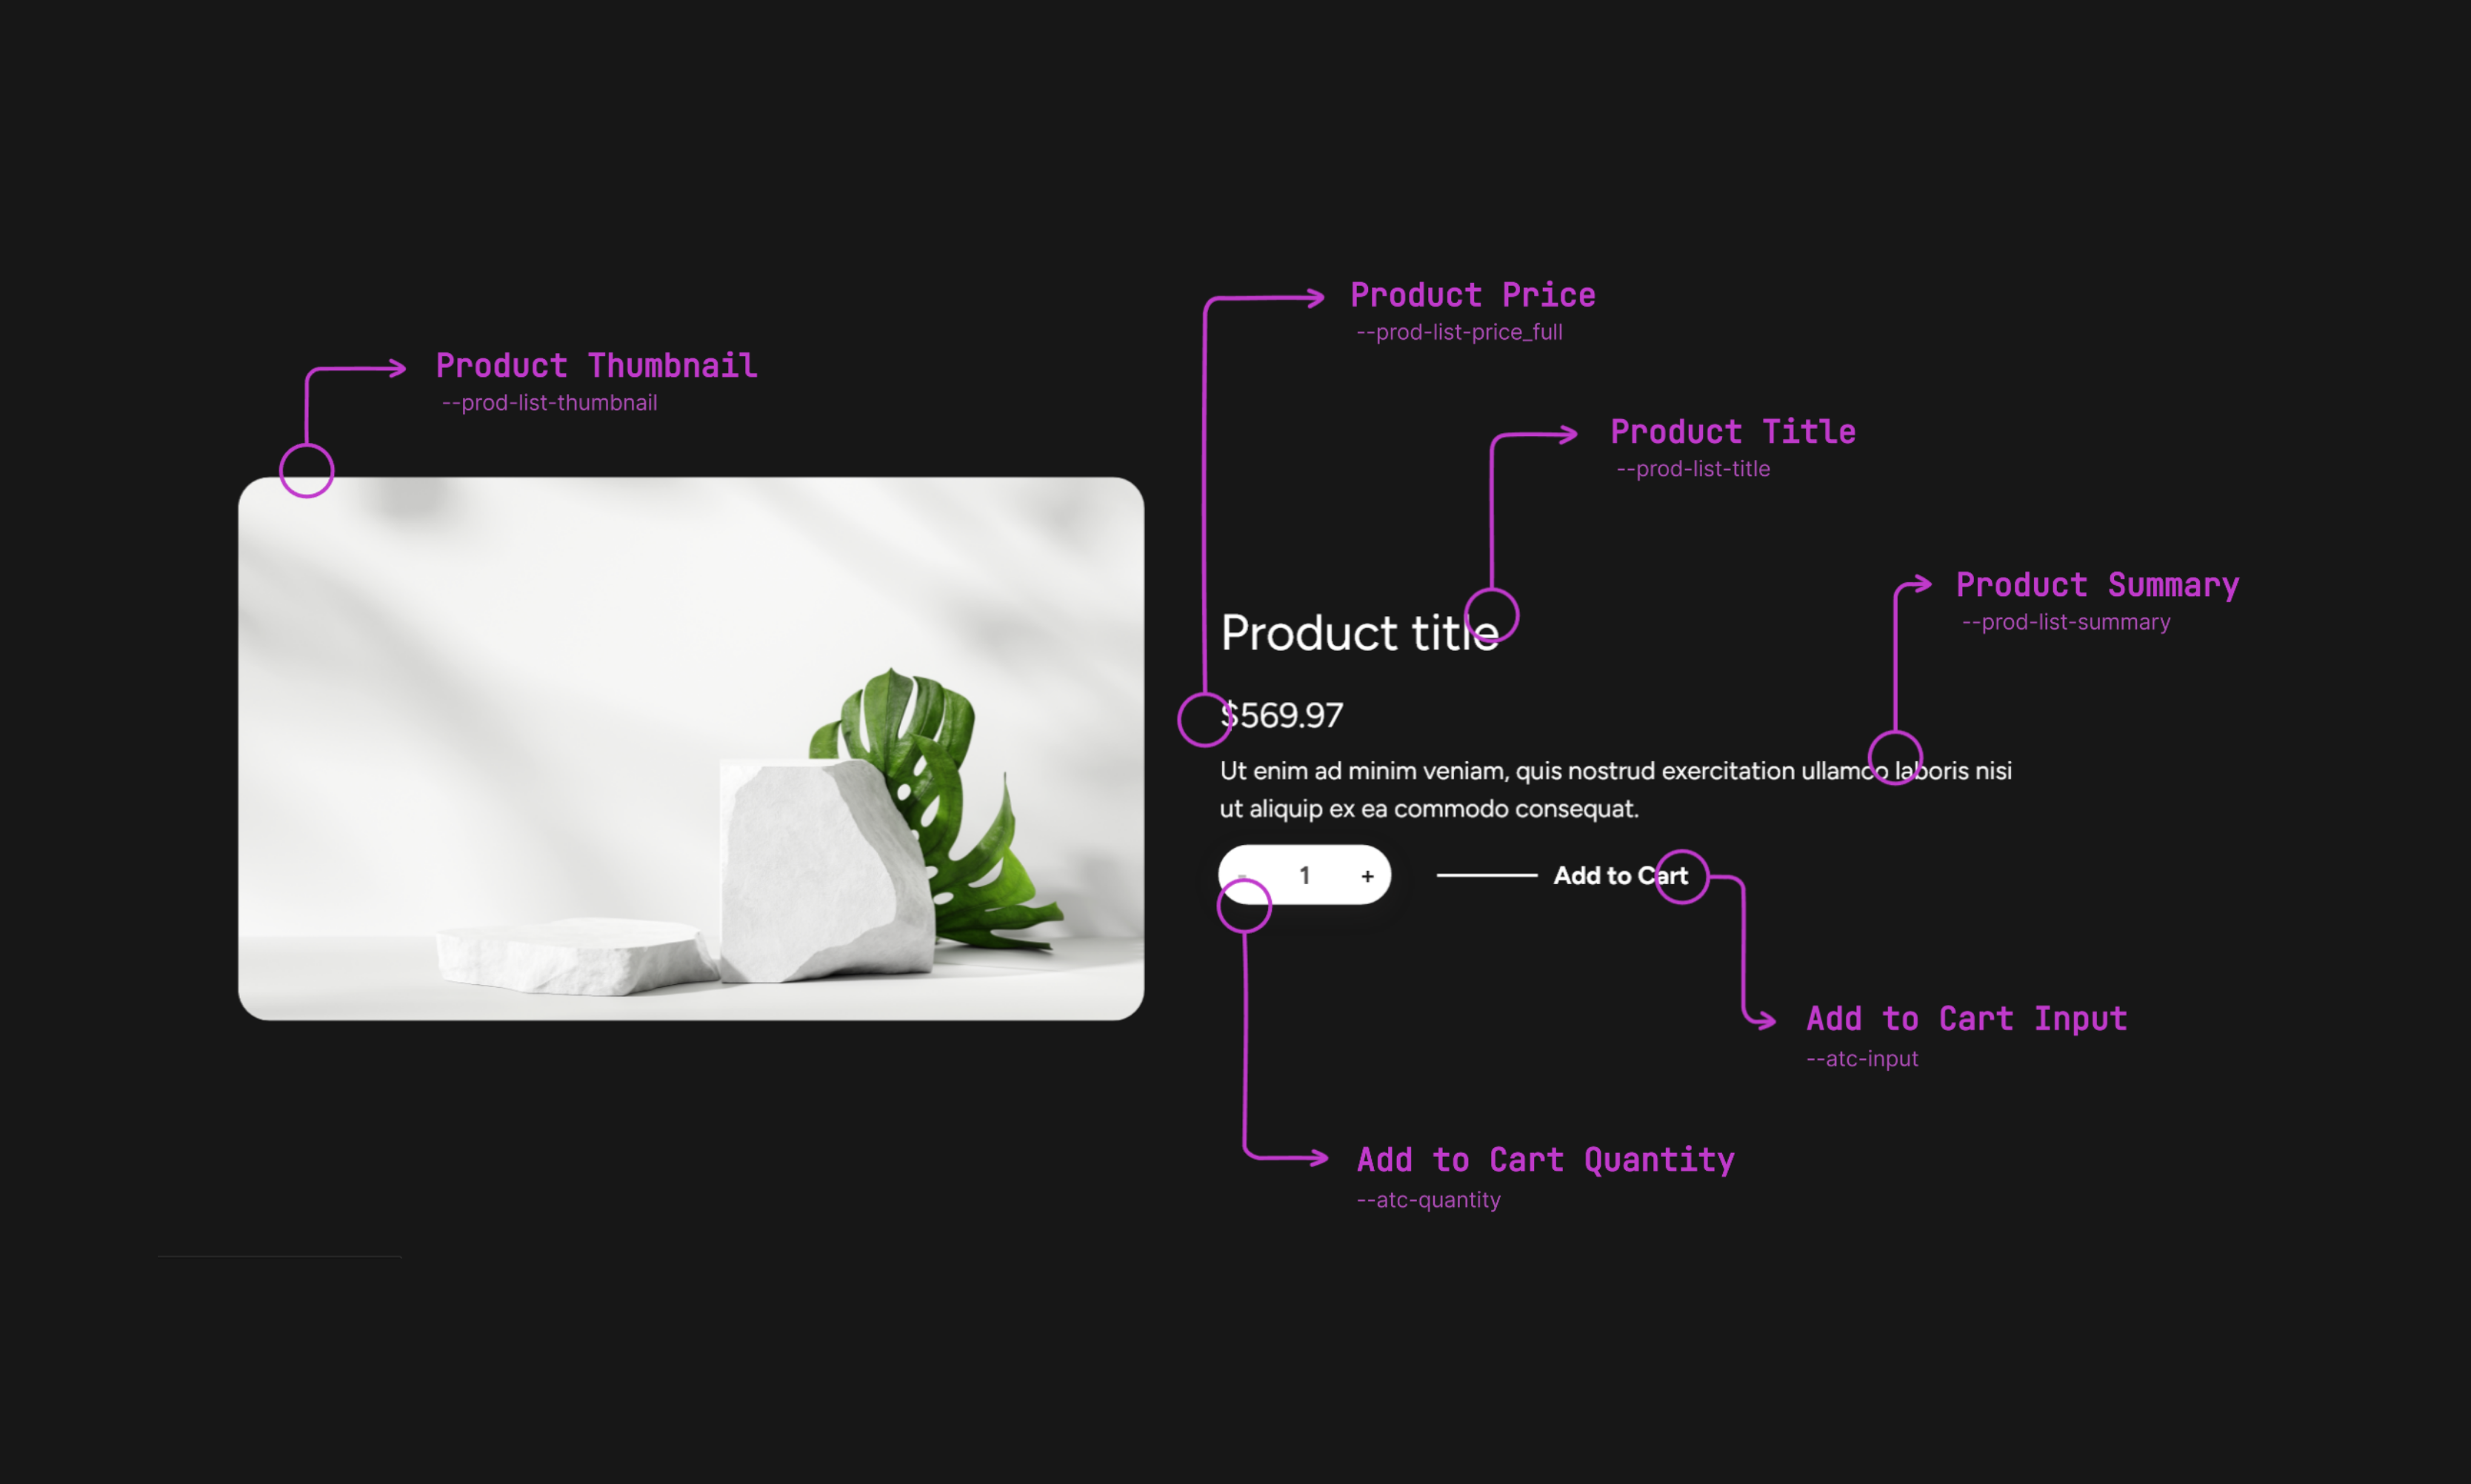 Product Price
--prod-list-price_full
Product Thumbnail
--prod-list-thumbnail
Product Title
--prod-list-title
Product Summary
--prod-list-summary
Product title
$569.97
Ut enim ad minim veniam, quis nostrud exercitation ullamco laboris nisi
ut aliquip ex ea commodo consequat.
- 1 + Add to Cart
Add to Cart Input
--atc-input
Add to Cart Quantity
--atc-quantity